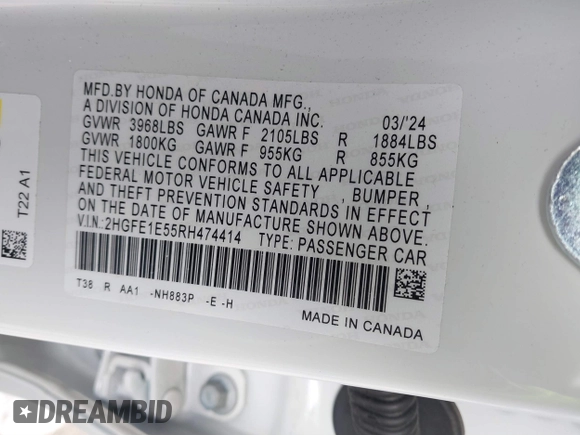 MFD.BY HONDA OF CANADA MFG.,
A DIVISION OF HONDA CANADA INC. 03/'24
GVWR 3968LBS GAWR F 2105LBS R 1884LBS
GVWR 1800KG GAWR F 955KG R 855KG
THIS VEHICLE CONFORMS TO ALL APPLICABLE
FEDERAL MOTOR VEHICLE SAFETY , BUMPER ,
AND THEFT PREVENTION STANDARDS IN EFFECT
ON THE DATE OF MANUFACTURE SHOWN ABOVE.
V.I.N: 2HGFE1E55RH474414 TYPE: PASSENGER CAR
T38 R AA1 -NH883P -E -H
MADE IN CANADA
T22 A1
DREAMBID